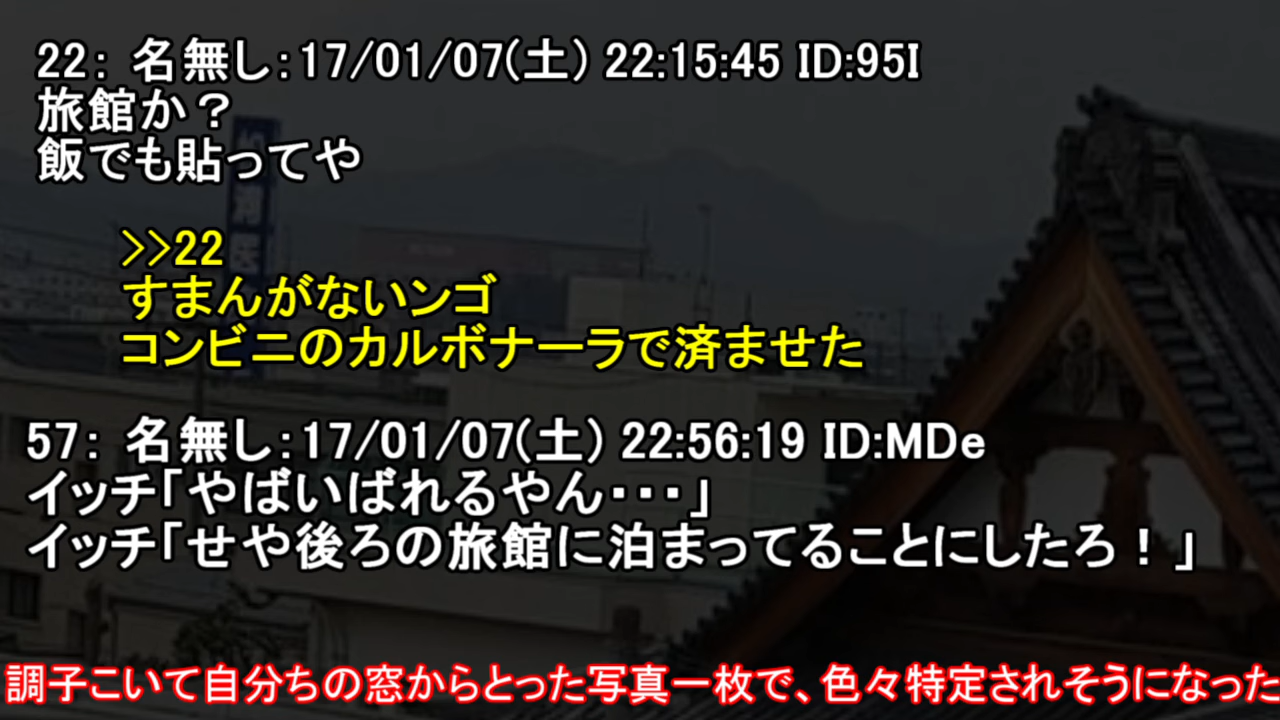 22： 名無し：17/01/07(土) 22:15:45 ID:95I
旅館か？
飯でも貼ってや
>>22
すまんがないンゴ
コンビニのカルボナーラで済ませた
57： 名無し：17/01/07(土) 22:56:19 ID:MDe
イッチ「やばいばれるやん・・・」
イッチ「せや後ろの旅館に泊まってることにしたろ！」
調子こいて自分ちの窓からとった写真一枚で、色々特定されそうになった